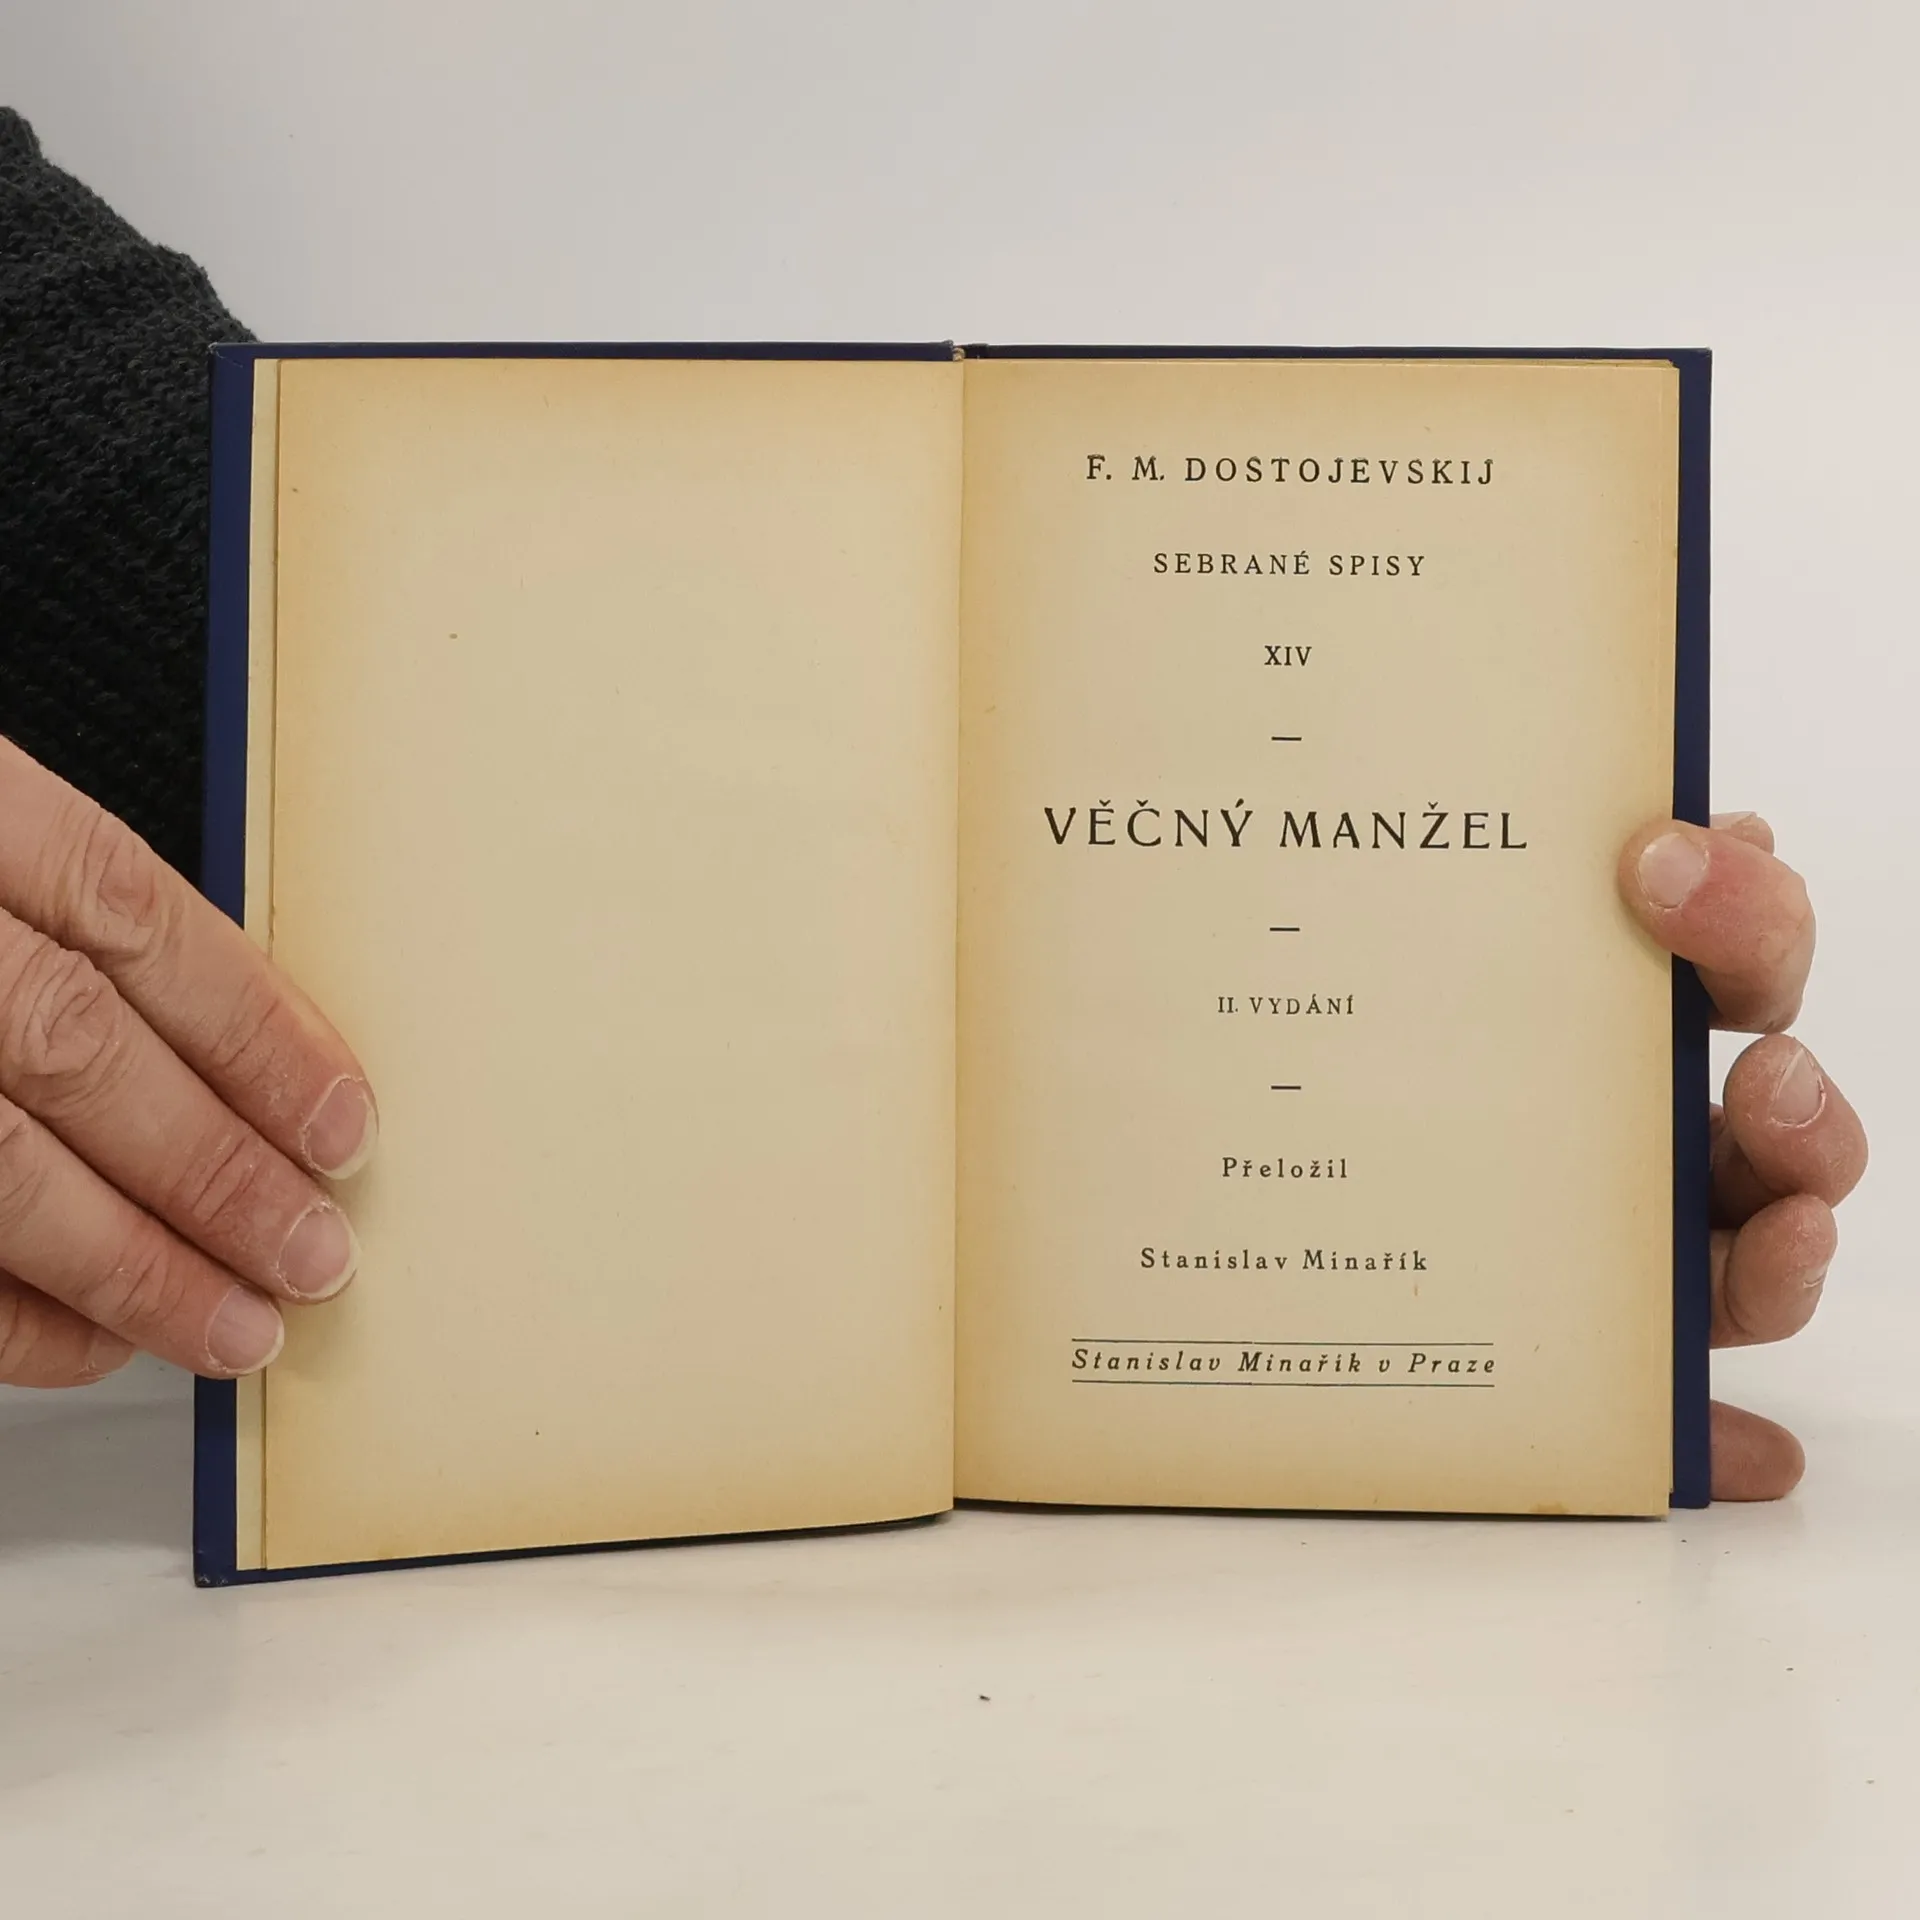 F. M. DOSTOJEVSKIJ
SEBRANÉ SPISY
XIV
—
VĚČNÝ MANŽEL
—
II. VYDÁNÍ
—
Přeložil
Stanislav Minařík
Stanislav Minařík v Praze